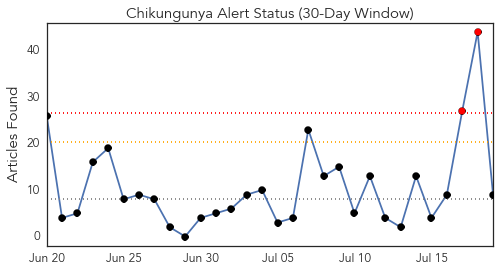 Chikungunya Alert Status (30-Day Window)
Articles Found
40
30
20
10
0
Jun 20 Jun 25 Jun 30 Jul 05 Jul 10 Jul 15